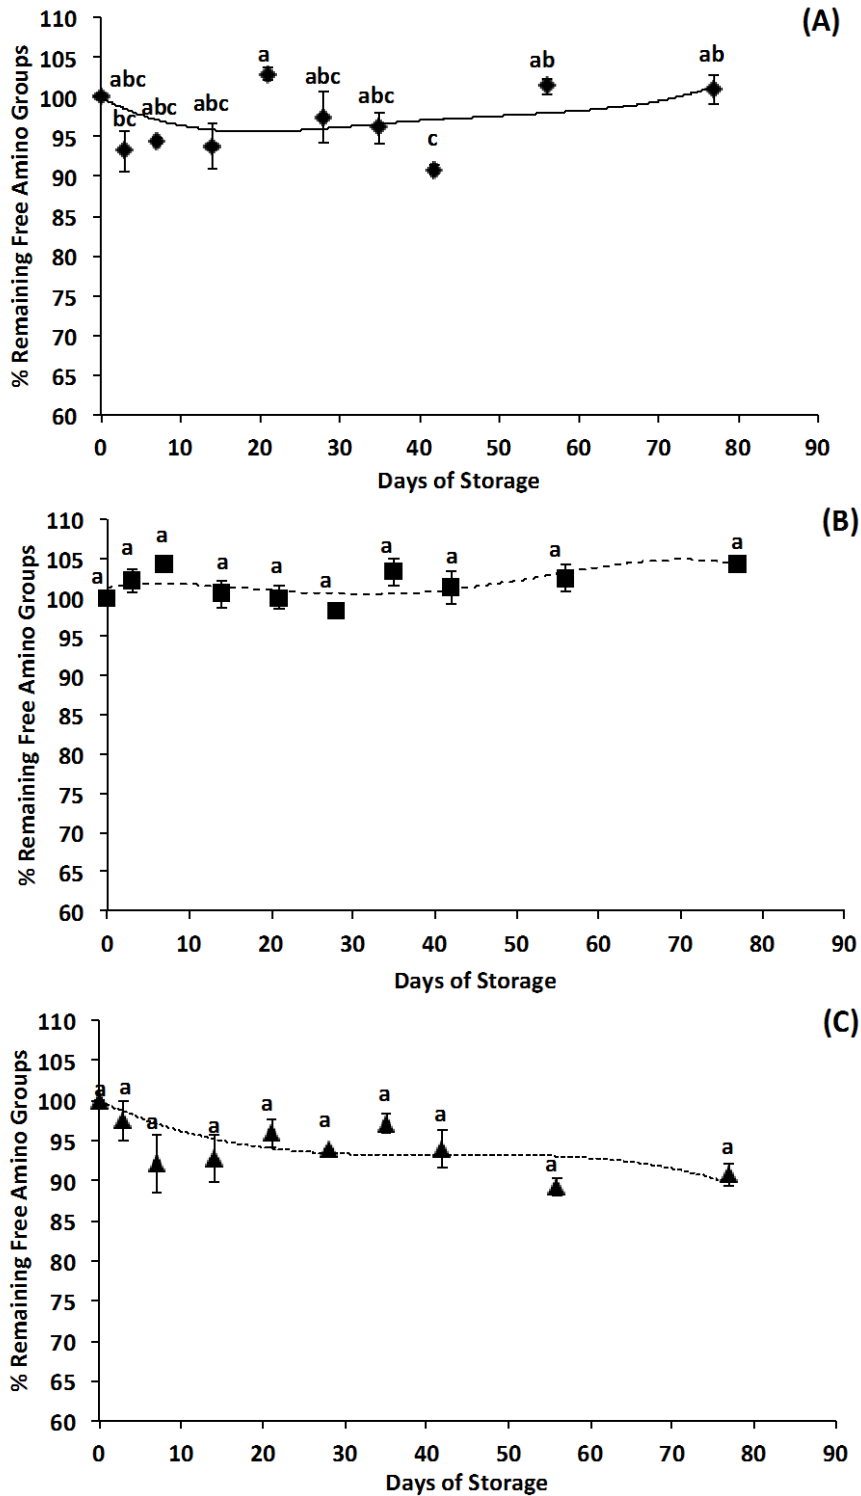 (A)
% Remaining Free Amino Groups
110
105
100
95
90
85
80
75
70
65
60
abc
bc
abc
abc
a
abc
abc
c
ab
ab
0 10 20 30 40 50 60 70 80 90
Days of Storage
(B)
% Remaining Free Amino Groups
110
105
100
95
90
85
80
75
70
65
60
a
a
a
a
a
a
a
a
a
a
0 10 20 30 40 50 60 70 80 90
Days of Storage
(C)
% Remaining Free Amino Groups
110
105
100
95
90
85
80
75
70
65
60
a
a
a
a
a
a
a
a
a
a
0 10 20 30 40 50 60 70 80 90
Days of Storage